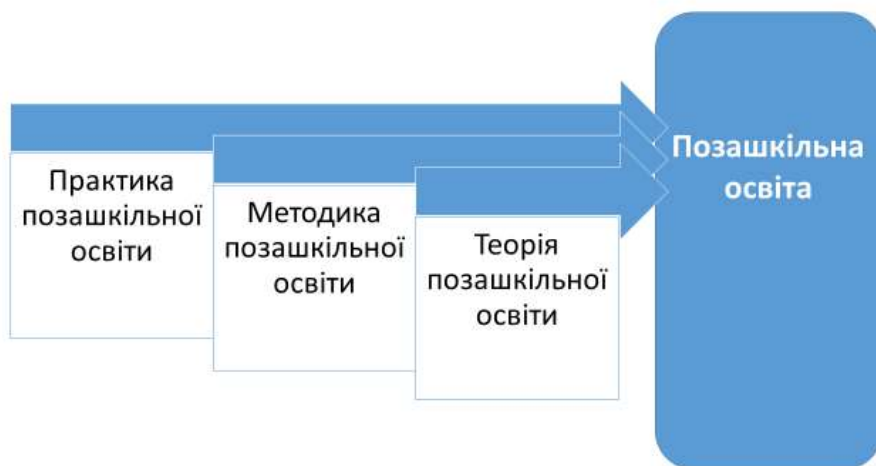 Практика
позашкільної
освіти
Методика
позашкільної
освіти
Теорія
позашкільної
освіти
Позашкільна
освіта